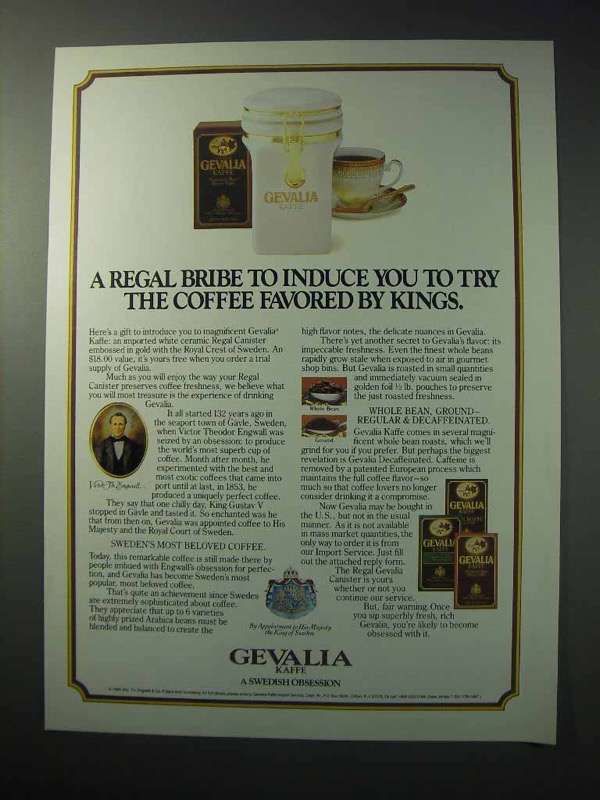 GEVALIA
KAFFE
GEVALIA
KAFFE
A REGAL BRIBE TO INDUCE YOU TO TRY
THE COFFEE FAVORED BY KINGS.
Here's a gift to introduce you to magnificent Gevalia®
Kaffe: an imported white ceramic Regal Canister
embossed in gold with the Royal Crest of Sweden. An
$18.00 value, it's yours free when you order a trial
supply of Gevalia.
Much as you will enjoy the way your Regal
Canister preserves coffee freshness, we believe what
you will most treasure is the experience of drinking
Gevalia.
It all started 132 years ago in
the seaport town of Gävle, Sweden,
when Victor Theodor Engwall was
seized by an obsession: to produce
the world's most superb cup of
coffee. Month after month, he
experimented with the best and
most exotic coffees that came into
port until at last, in 1853, he
produced a uniquely perfect coffee.
Vict. Th. Engwall
They say that one chilly day, King Gustav V
stopped in Gävle and tasted it. So enchanted was he
that from then on, Gevalia was appointed coffee to His
Majesty and the Royal Court of Sweden.
SWEDEN'S MOST BELOVED COFFEE.
Today, this remarkable coffee is still made there by
people imbued with Engwall's obsession for perfec-
tion, and Gevalia has become Sweden's most
popular, most beloved coffee.
That's quite an achievement since Swedes
are extremely sophisticated about coffee.
They appreciate that up to 6 varieties
of highly prized Arabica beans must be
blended and balanced to create the
By Appointment to His Majesty
the King of Sweden
high flavor notes, the delicate nuances in Gevalia.
There's yet another secret to Gevalia's flavor: its
impeccable freshness. Even the finest whole beans
rapidly grow stale when exposed to air in gourmet
shop bins. But Gevalia is roasted in small quantities
and immediately vacuum sealed in
golden foil ½ lb. pouches to preserve
the just roasted freshness.
Whole Bean
Ground
WHOLE BEAN, GROUND–
REGULAR & DECAFFEINATED.
Gevalia Kaffe comes in several magni-
ficent whole bean roasts, which we'll
grind for you if you prefer. But perhaps the biggest
revelation is Gevalia Decaffeinated. Caffeine is
removed by a patented European process which
maintains the full coffee flavor–so
much so that coffee lovers no longer
consider drinking it a compromise.
Now Gevalia may be bought in
the U.S., but not in the usual
manner. As it is not available
in mass market quantities, the
only way to order it is from
our Import Service. Just fill
out the attached reply form.
The Regal Gevalia
Canister is yours
whether or not you
continue our service.
But, fair warning: Once
you sip superbly fresh, rich
Gevalia, you're likely to become
obsessed with it.
GEVALIA
GEVALIA
GEVALIA
GEVALIA
KAFFE
A SWEDISH OBSESSION